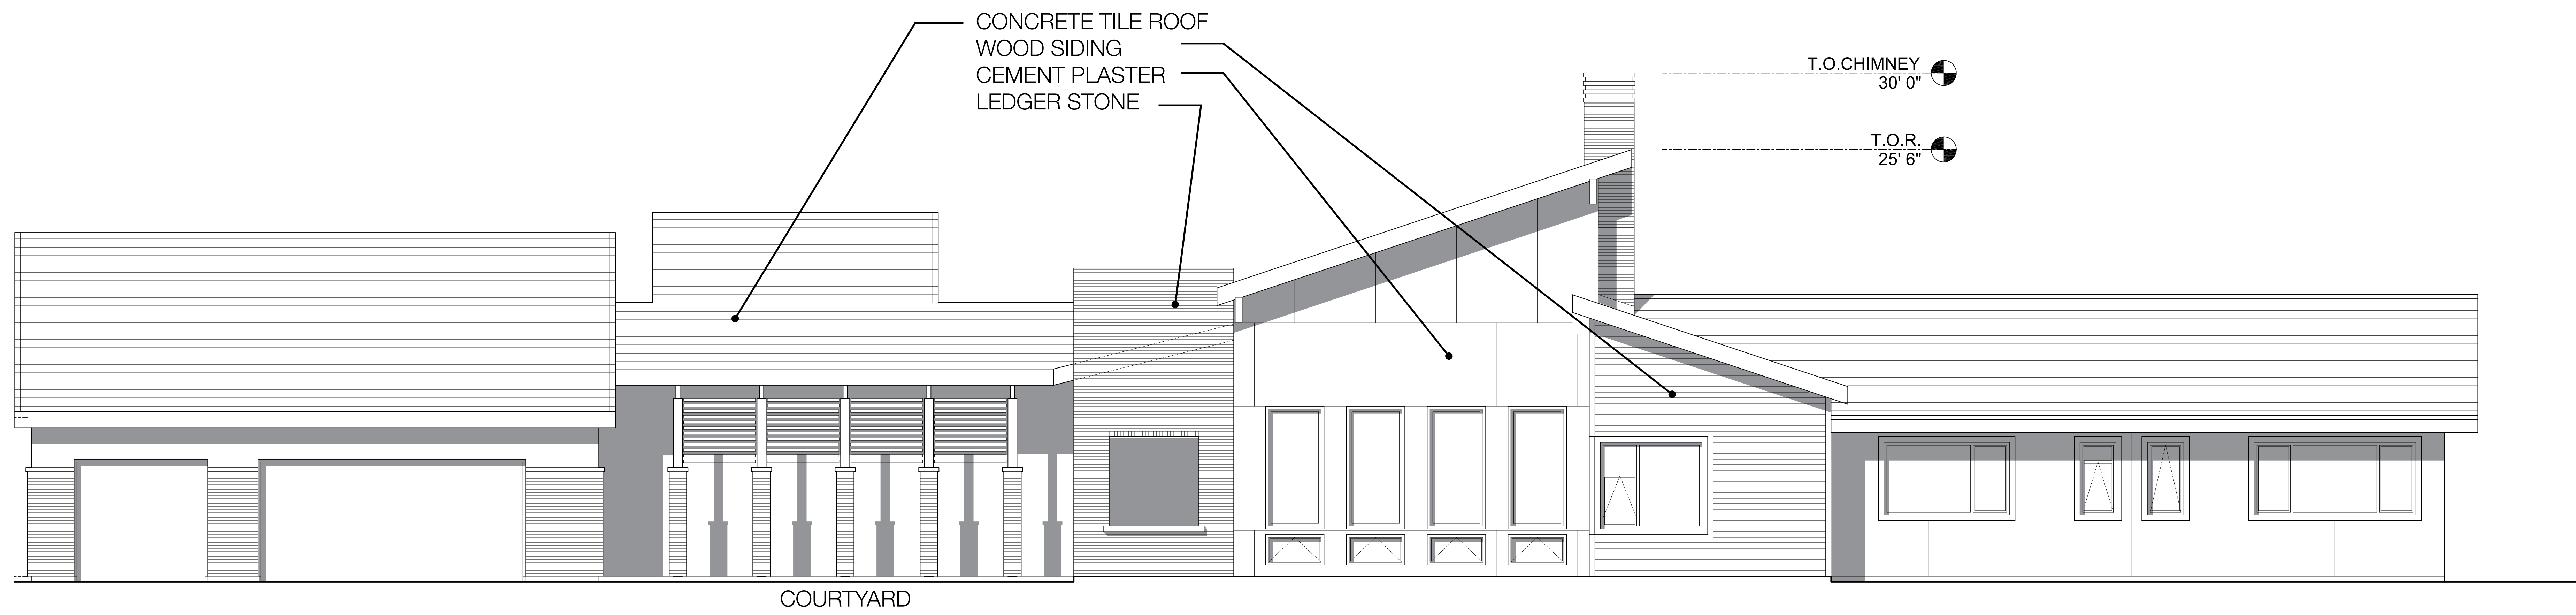 CONCRETE TILE ROOF
WOOD SIDING
CEMENT PLASTER
LEDGER STONE
T.O.CHIMNEY
30' 0"
T.O.R.
25' 6"
COURTYARD